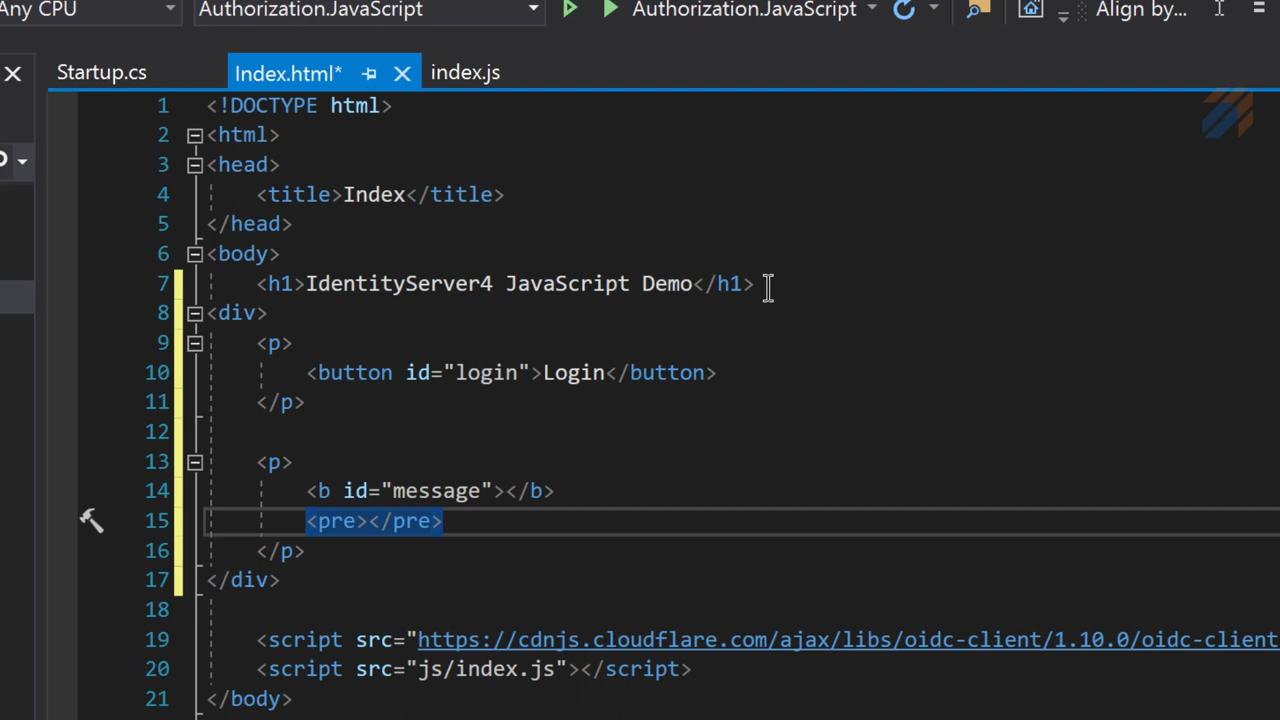 Any CPU Authorization.JavaScript Authorization.JavaScript Align by...
Startup.cs Index.html* index.js
1 <!DOCTYPE html>
2 <html>
3 <head>
4 <title>Index</title>
5 </head>
6 <body>
7 <h1>IdentityServer4 JavaScript Demo</h1>
8 <div>
9 <p>
10 <button id="login">Login</button>
11 </p>
12
13 <p>
14 <b id="message"></b>
15 <pre></pre>
16 </p>
17 </div>
18
19 <script src="https://cdnjs.cloudflare.com/ajax/libs/oidc-client/1.10.0/oidc-client
20 <script src="js/index.js"></script>
21 </body>